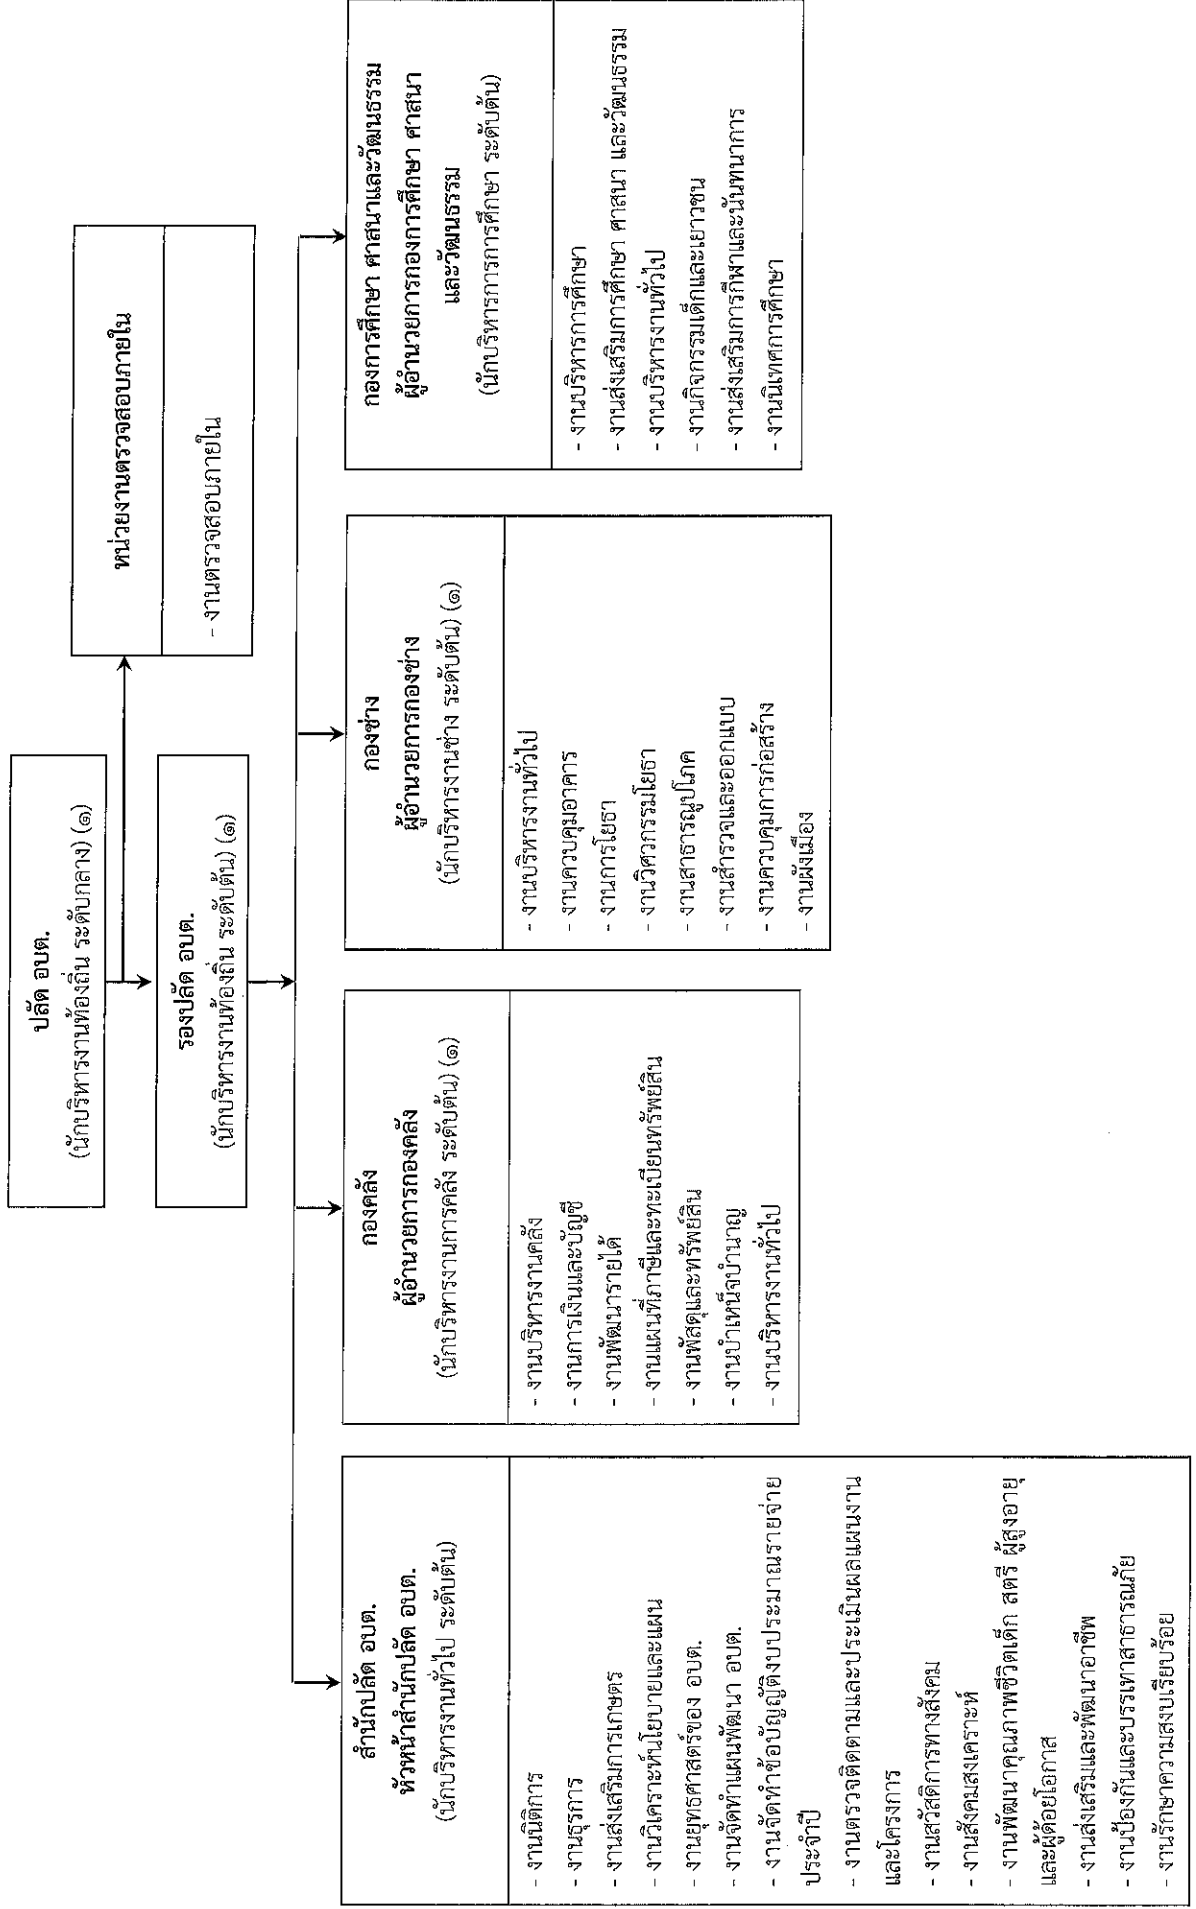 ปลัด อบต.
(นักบริหารงานท้องถิ่น ระดับกลาง) (๑)
หน่วยงานตรวจสอบภายใน
- งานตรวจสอบภายใน
รองปลัด อบต.
(นักบริหารงานท้องถิ่น ระดับต้น) (๑)
สำนักปลัด อบต.
หัวหน้าสำนักปลัด อบต.
(นักบริหารงานทั่วไป ระดับต้น)
- งานนิติการ
- งานธุรการ
- งานส่งเสริมการเกษตร
- งานวิเคราะห์นโยบายและแผน
- งานยุทธศาสตร์ของ อบต.
- งานจัดทำแผนพัฒนา อบต.
- งานจัดทำข้อบัญญัติงบประมาณรายจ่าย
ประจำปี
- งานตรวจติดตามและประเมินผลแผนงาน
และโครงการ
- งานสวัสดิการทางสังคม
- งานสังคมสงเคราะห์
- งานพัฒนาคุณภาพชีวิตเด็ก สตรี ผู้สูงอายุ
และผู้ด้อยโอกาส
- งานส่งเสริมและพัฒนาอาชีพ
- งานป้องกันและบรรเทาสาธารณภัย
- งานรักษาความสงบเรียบร้อย
กองคลัง
ผู้อำนวยการกองคลัง
(นักบริหารงานการคลัง ระดับต้น) (๑)
- งานบริหารงานคลัง
- งานการเงินและบัญชี
- งานพัฒนารายได้
- งานแผนที่ภาษีและทะเบียนทรัพย์สิน
- งานพัสดุและทรัพย์สิน
- งานบำเหน็จบำนาญ
- งานบริหารงานทั่วไป
กองช่าง
ผู้อำนวยการกองช่าง
(นักบริหารงานช่าง ระดับต้น) (๑)
- งานบริหารงานทั่วไป
- งานควบคุมอาคาร
- งานการโยธา
- งานวิศวกรรมโยธา
- งานสาธารณูปโภค
- งานสำรวจและออกแบบ
- งานควบคุมการก่อสร้าง
- งานผังเมือง
กองการศึกษา ศาสนาและวัฒนธรรม
ผู้อำนวยการกองการศึกษา ศาสนา
และวัฒนธรรม
(นักบริหารการการศึกษา ระดับต้น)
- งานบริหารการศึกษา
- งานส่งเสริมการศึกษา ศาสนา และวัฒนธรรม
- งานบริหารงานทั่วไป
- งานกิจกรรมเด็กและเยาวชน
- งานส่งเสริมการกีฬาและนันทนาการ
- งานนิเทศการศึกษา